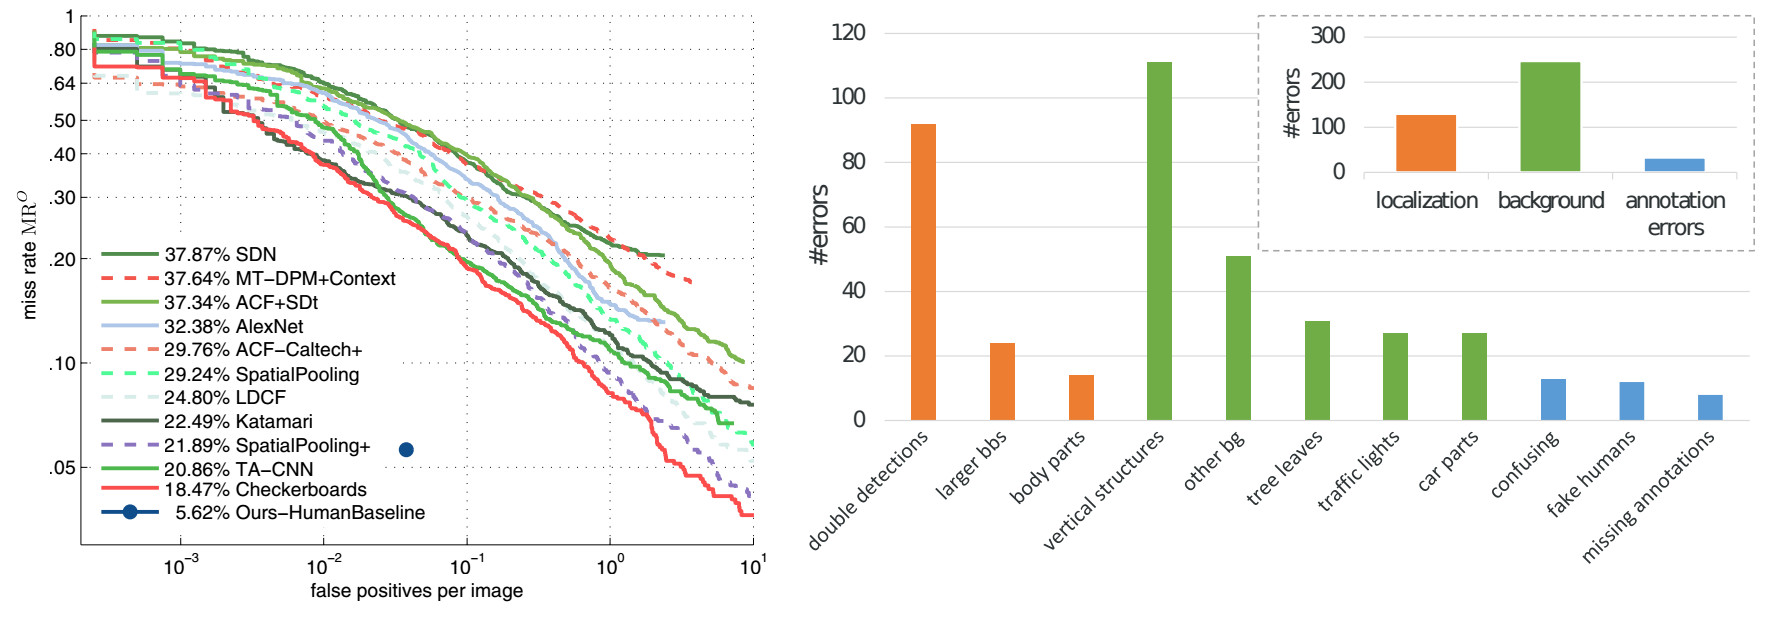 1
.80
.64
.50
.40
.30
.20
.10
.05
miss rate MR^O
37.87% SDN
37.64% MT−DPM+Context
37.34% ACF+SDt
32.38% AlexNet
29.76% ACF−Caltech+
29.24% SpatialPooling
24.80% LDCF
22.49% Katamari
21.89% SpatialPooling+
20.86% TA−CNN
18.47% Checkerboards
5.62% Ours−HumanBaseline
10^−3 10^−2 10^−1 10^0 10^1
false positives per image
120
100
80
60
40
20
0
#errors
double detections
larger bbs
body parts
vertical structures
other bg
tree leaves
traffic lights
car parts
confusing
fake humans
missing annotations
300
200
100
0
#errors
localization background annotation
errors